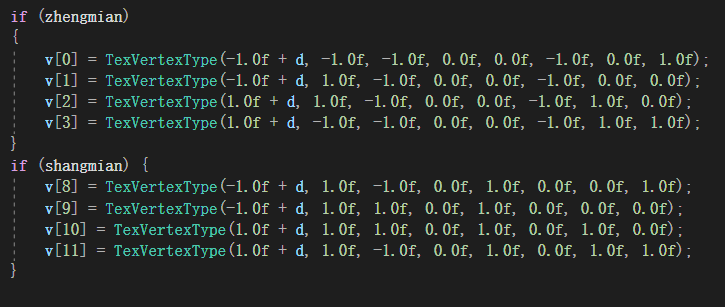 if (zhengmian)
{
v[0] = TexVertexType(-1.0f + d, -1.0f, -1.0f, 0.0f, 0.0f, -1.0f, 0.0f, 1.0f);
v[1] = TexVertexType(-1.0f + d, 1.0f, -1.0f, 0.0f, 0.0f, -1.0f, 0.0f, 0.0f);
v[2] = TexVertexType(1.0f + d, 1.0f, -1.0f, 0.0f, 0.0f, -1.0f, 1.0f, 0.0f);
v[3] = TexVertexType(1.0f + d, -1.0f, -1.0f, 0.0f, 0.0f, -1.0f, 1.0f, 1.0f);
}
if (shangmian) {
v[8] = TexVertexType(-1.0f + d, 1.0f, -1.0f, 0.0f, 1.0f, 0.0f, 0.0f, 1.0f);
v[9] = TexVertexType(-1.0f + d, 1.0f, 1.0f, 0.0f, 1.0f, 0.0f, 0.0f, 0.0f);
v[10] = TexVertexType(1.0f + d, 1.0f, 1.0f, 0.0f, 1.0f, 0.0f, 1.0f, 0.0f);
v[11] = TexVertexType(1.0f + d, 1.0f, -1.0f, 0.0f, 1.0f, 0.0f, 1.0f, 1.0f);
}